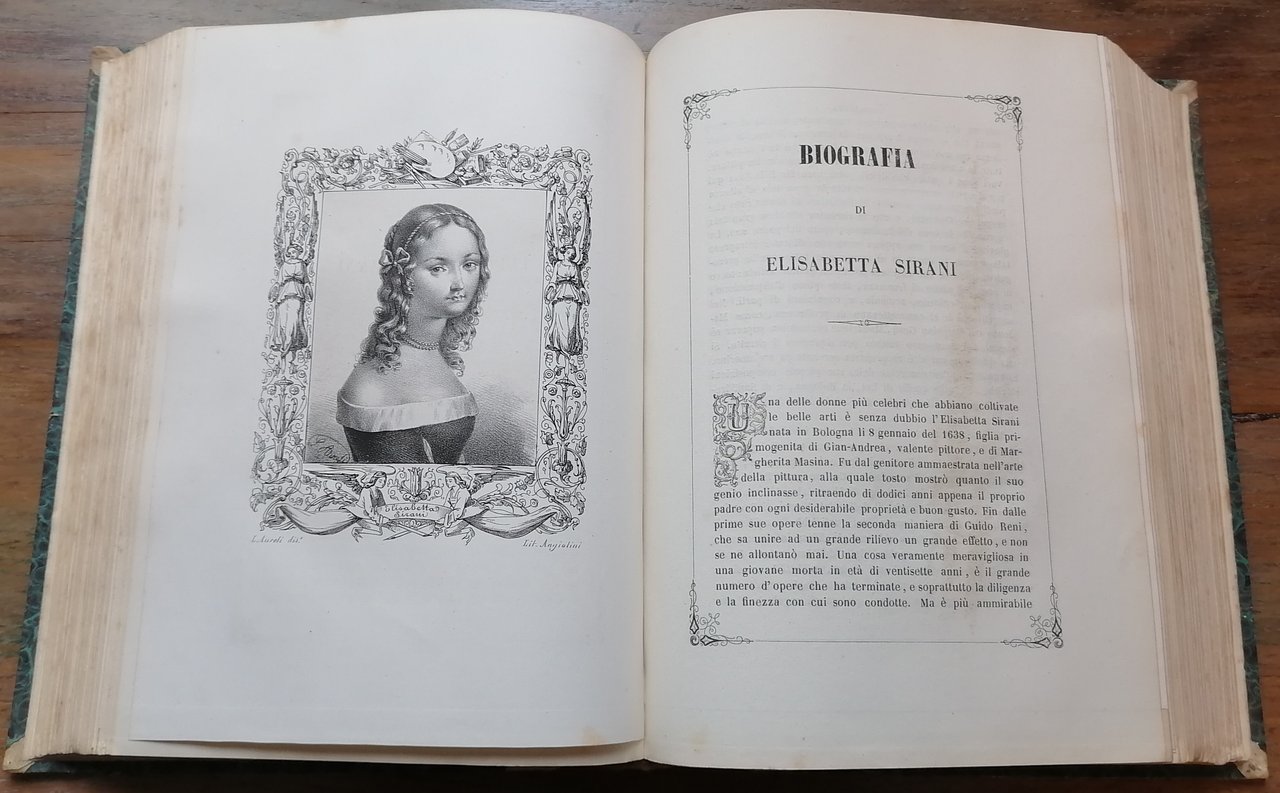 Elisabetta
Sirani
L. Aureli dis.
Lit. Angiolini
BIOGRAFIA
DI
ELISABETTA SIRANI
Una delle donne più celebri che abbiano coltivate
le belle arti è senza dubbio l'Elisabetta Sirani
nata in Bologna li 8 gennaio del 1638, figlia pri-
mogenita di Gian-Andrea, valente pittore, e di Mar-
gherita Masina. Fu dal genitore ammaestrata nell'arte
della pittura, alla quale tosto mostrò quanto il suo
genio inclinasse, ritraendo di dodici anni appena il proprio
padre con ogni desiderabile proprietà e buon gusto. Fin dalle
prime sue opere tenne la seconda maniera di Guido Reni,
che sa unire ad un grande rilievo un grande effetto, e non
se ne allontanò mai. Una cosa veramente meravigliosa in
una giovane morta in età di ventisette anni, è il grande
numero d'opere che ha terminate, e soprattutto la diligenza
e la finezza con cui sono condotte. Ma è più ammirabile